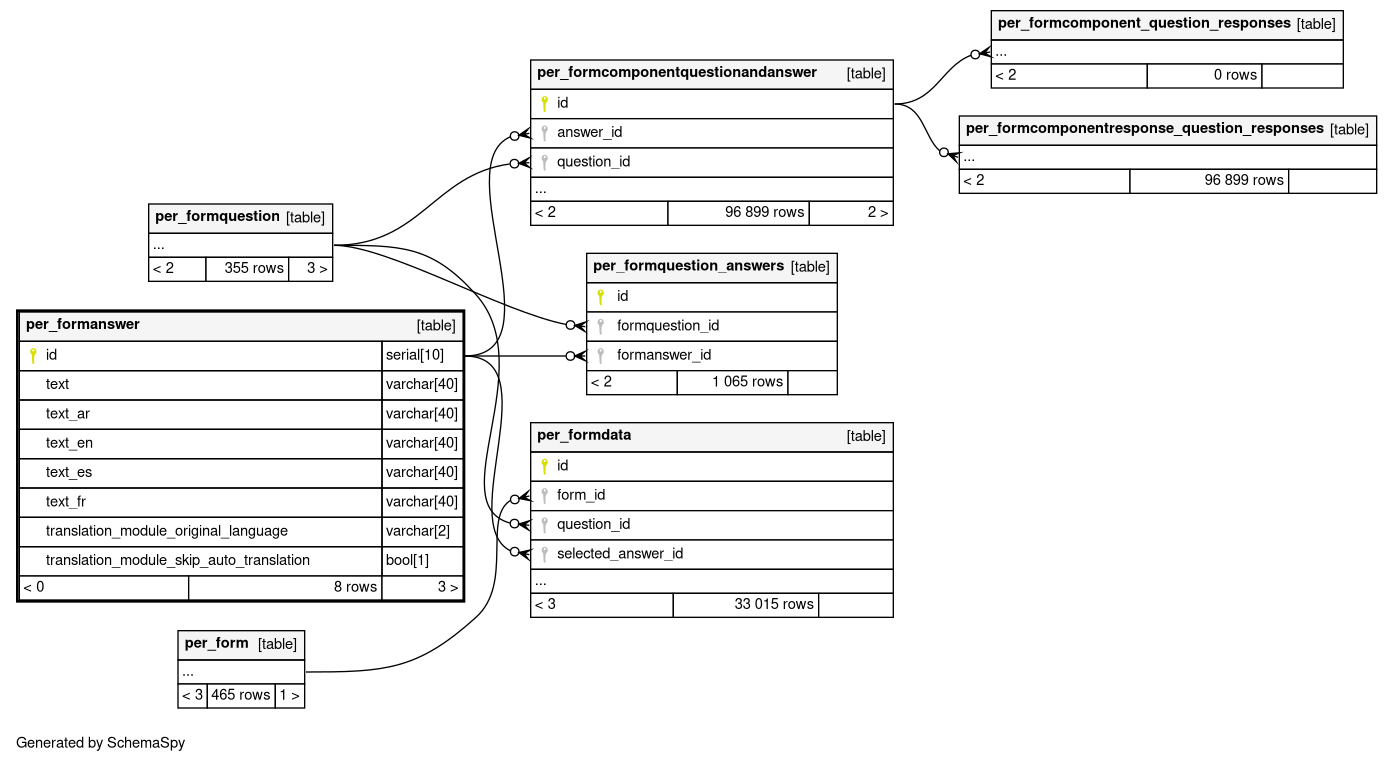 per_formcomponent_question_responses [table]
...
< 2 0 rows
per_formcomponentquestionandanswer [table]
id
answer_id
question_id
...
< 2 96 899 rows 2 >
per_formcomponentresponse_question_responses [table]
...
< 2 96 899 rows
per_formquestion [table]
...
< 2 355 rows 3 >
per_formquestion_answers [table]
id
formquestion_id
formanswer_id
< 2 1 065 rows
per_formanswer [table]
id serial[10]
text varchar[40]
text_ar varchar[40]
text_en varchar[40]
text_es varchar[40]
text_fr varchar[40]
translation_module_original_language varchar[2]
translation_module_skip_auto_translation bool[1]
< 0 8 rows 3 >
per_formdata [table]
id
form_id
question_id
selected_answer_id
...
< 3 33 015 rows
per_form [table]
...
< 3 465 rows 1 >
Generated by SchemaSpy